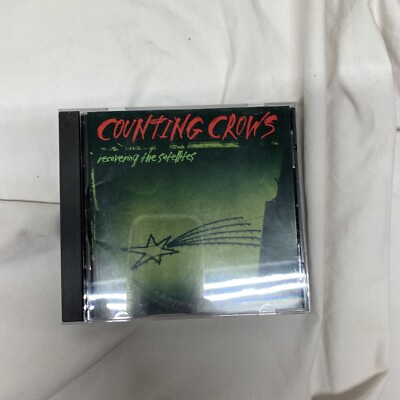 COUNTING CROWS
recovering the satellites